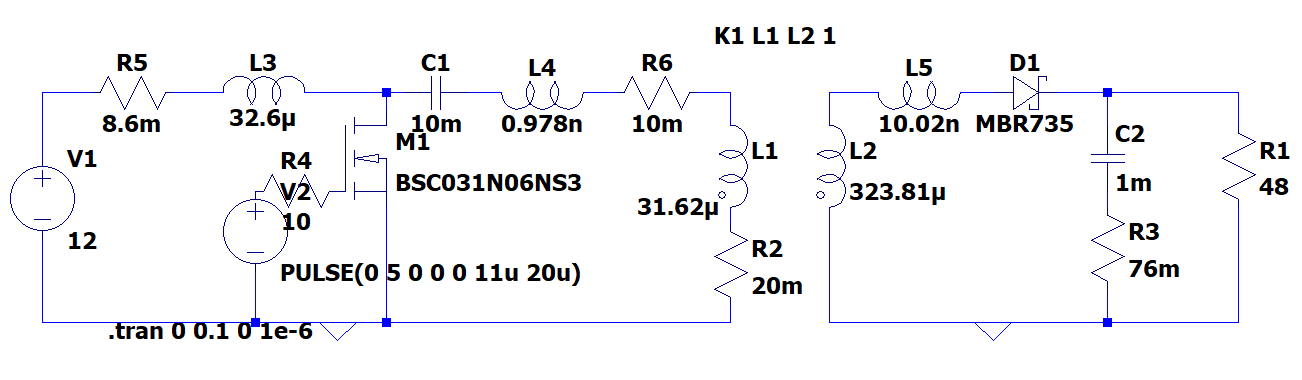 K1 L1 L2 1
R5
8.6m
L3
32.6µ
C1
10m
L4
0.978n
R6
10m
L5
10.02n
D1
MBR735
V1
12
R4
10
V2
PULSE(0 5 0 0 0 11u 20u)
M1
BSC031N06NS3
L1
31.62µ
L2
323.81µ
C2
1m
R1
48
R2
20m
R3
76m
.tran 0 0.1 0 1e-6